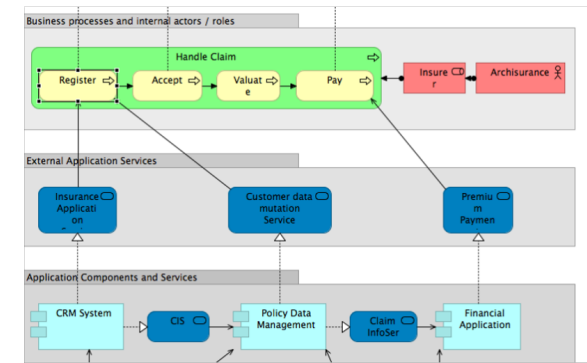 Business processes and internal actors / roles
Handle Claim
Register
Accept
Valuat
e
Pay
Insure
r
Archisurance
External Application Services
Insurance
Applicati
on
Customer data
mutation
Service
Premiu
m
Paymen
Application Components and Services
CRM System
CIS
Policy Data
Management
Claim
InfoSer
Financial
Application